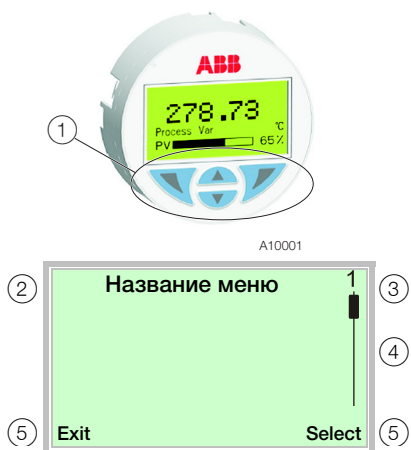 ABB
278.73
Process Var °C
PV 65%
1
A10001
2 Название меню 1 3
4
5 Exit Select 5